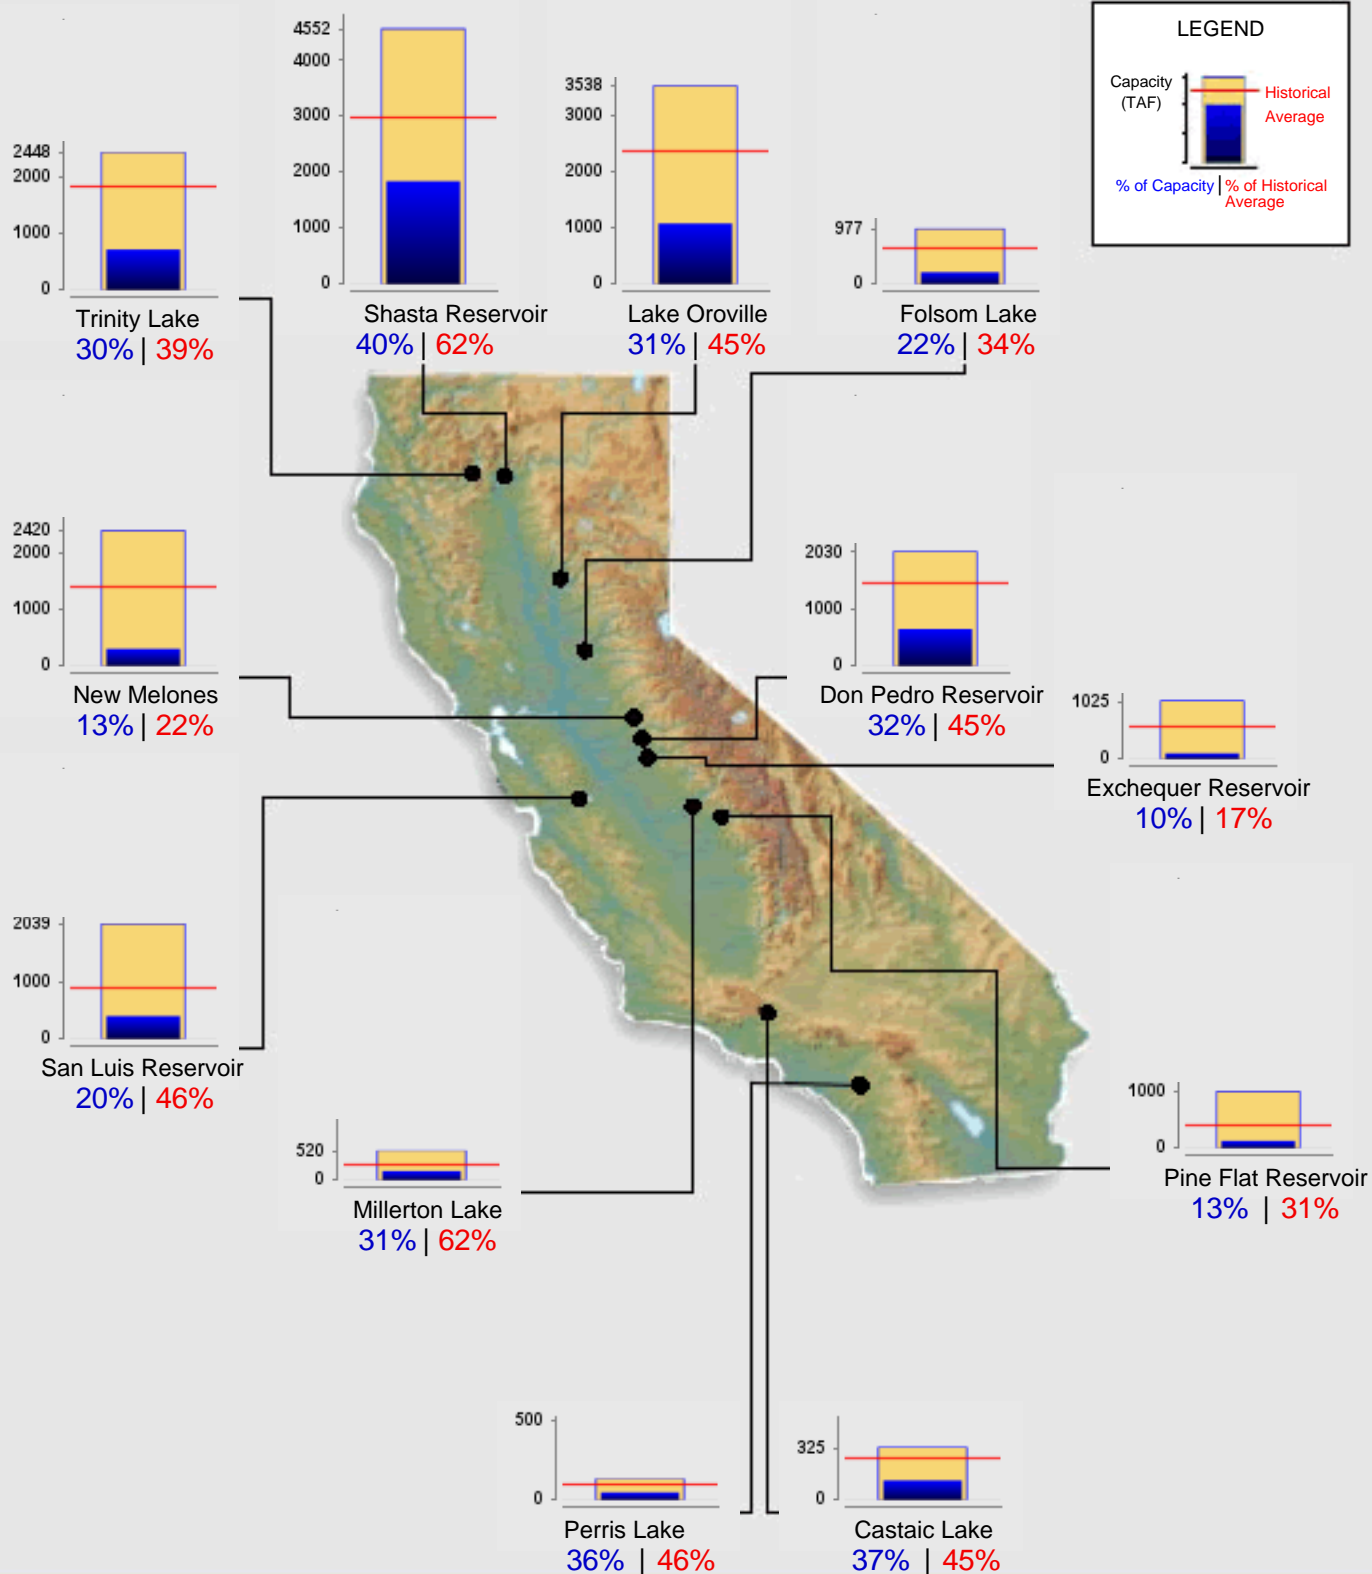 LEGEND
Capacity
(TAF)
Historical
Average
% of Capacity | % of Historical
Average
2448
2000
1000
0
Trinity Lake
30% | 39%
4552
4000
3000
2000
1000
0
Shasta Reservoir
40% | 62%
3538
3000
2000
1000
0
Lake Oroville
31% | 45%
977
0
Folsom Lake
22% | 34%
2420
2000
1000
0
New Melones
13% | 22%
2030
1000
0
Don Pedro Reservoir
32% | 45%
1025
0
Exchequer Reservoir
10% | 17%
2039
1000
0
San Luis Reservoir
20% | 46%
520
0
Millerton Lake
31% | 62%
1000
0
Pine Flat Reservoir
13% | 31%
500
0
Perris Lake
36% | 46%
325
0
Castaic Lake
37% | 45%